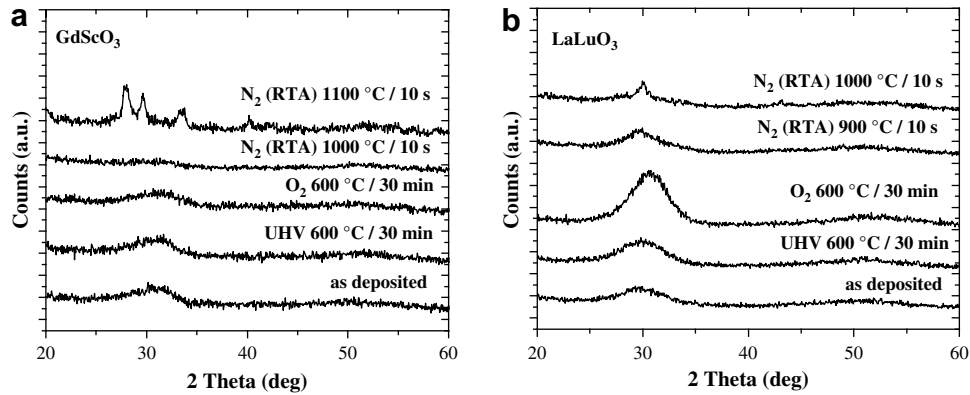 a
GdScO₃
N₂ (RTA) 1100 °C / 10 s
N₂ (RTA) 1000 °C / 10 s
O₂ 600 °C / 30 min
UHV 600 °C / 30 min
as deposited
Counts (a.u.)
20 30 40 50 60
2 Theta (deg)
b
LaLuO₃
N₂ (RTA) 1000 °C / 10 s
N₂ (RTA) 900 °C / 10 s
O₂ 600 °C / 30 min
UHV 600 °C / 30 min
as deposited
Counts (a.u.)
20 30 40 50 60
2 Theta (deg)